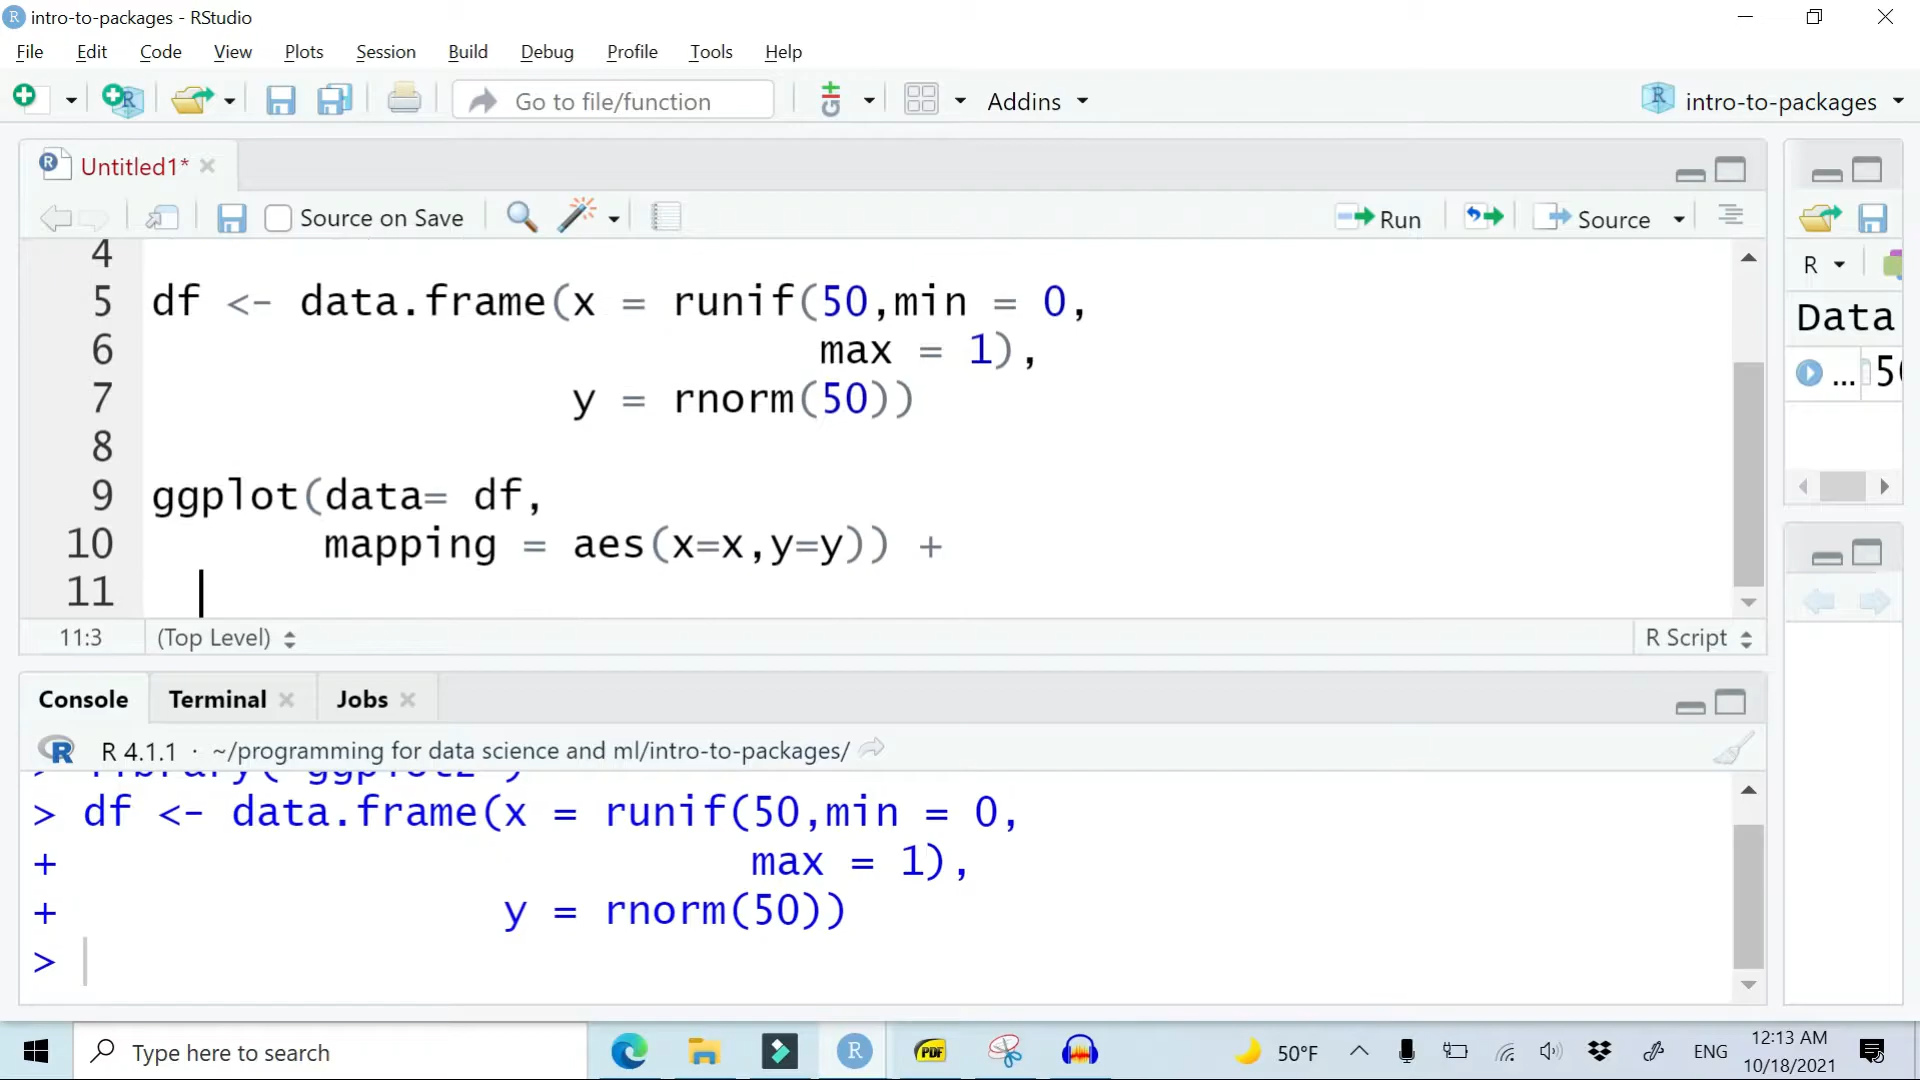 intro-to-packages - RStudio
File Edit Code View Plots Session Build Debug Profile Tools Help
Go to file/function Addins intro-to-packages
Untitled1*
Source on Save Run Source
4
5 df <- data.frame(x = runif(50,min = 0,
6 max = 1),
7 y = rnorm(50))
8
9 ggplot(data= df,
10 mapping = aes(x=x,y=y)) +
11
11:3 (Top Level) R Script
R
Data
... 50
Console Terminal Jobs
R 4.1.1 · ~/programming for data science and ml/intro-to-packages/
> library("ggplot2")
> df <- data.frame(x = runif(50,min = 0,
+ max = 1),
+ y = rnorm(50))
>
Type here to search
PDF
50°F
ENG
12:13 AM
10/18/2021